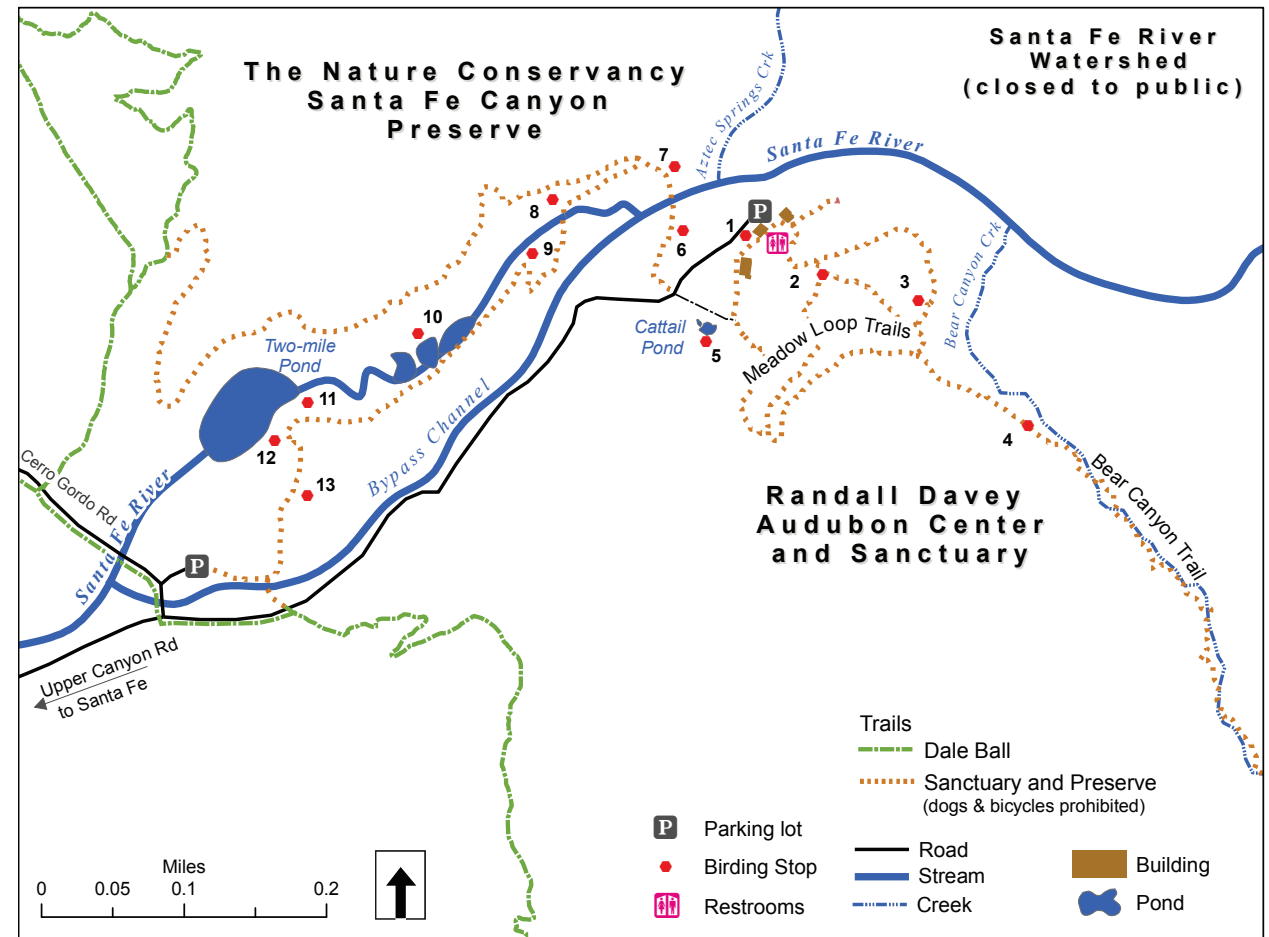 The Nature Conservancy
Santa Fe Canyon
Preserve
Santa Fe River
Watershed
(closed to public)
Aztec Springs Crk
Santa Fe River
7
8
P
1
6
9
2
3
Bear Canyon Crk
10
Cattail
Pond
5
Meadow Loop Trails
Two-mile
Pond
11
12
13
Bypass Channel
4
Bear Canyon Trail
Randall Davey
Audubon Center
and Sanctuary
Cerro Gordo Rd
Santa Fe River
P
Upper Canyon Rd
to Santa Fe
Trails
Dale Ball
Sanctuary and Preserve
(dogs & bicycles prohibited)
P Parking lot
Birding Stop
Restrooms
Road
Stream
Creek
Building
Pond
Miles
0 0.05 0.1 0.2